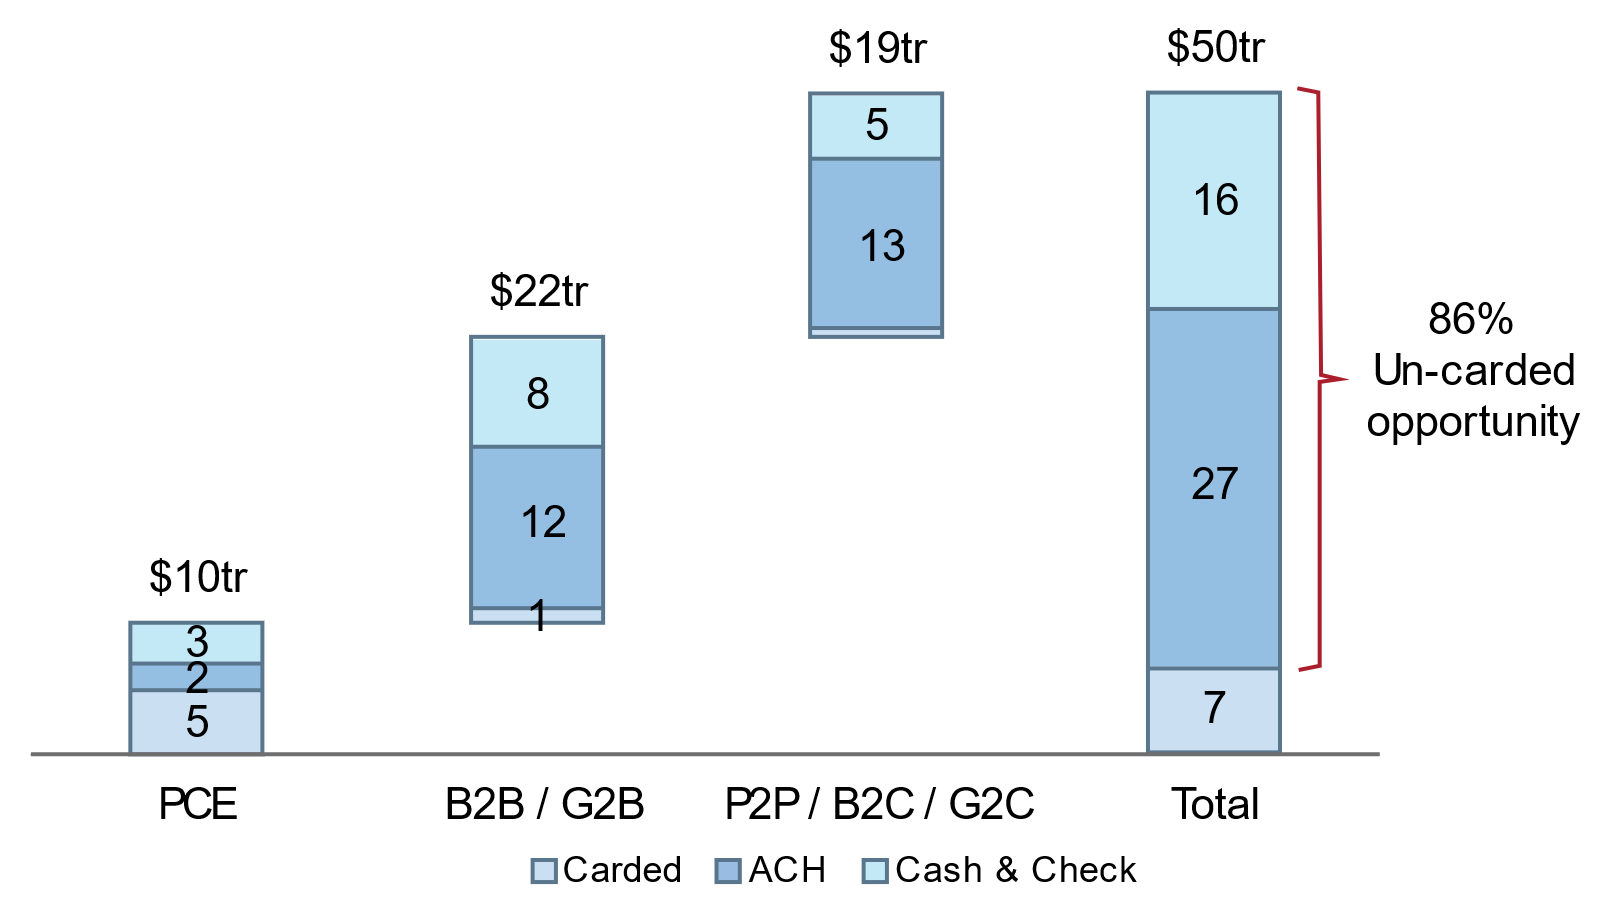 $19tr
$50tr
5
16
13
$22tr
86%
Un-carded
opportunity
8
27
12
$10tr
1
3
2
5
7
PCE
B2B / G2B
P2P / B2C / G2C
Total
Carded
ACH
Cash & Check